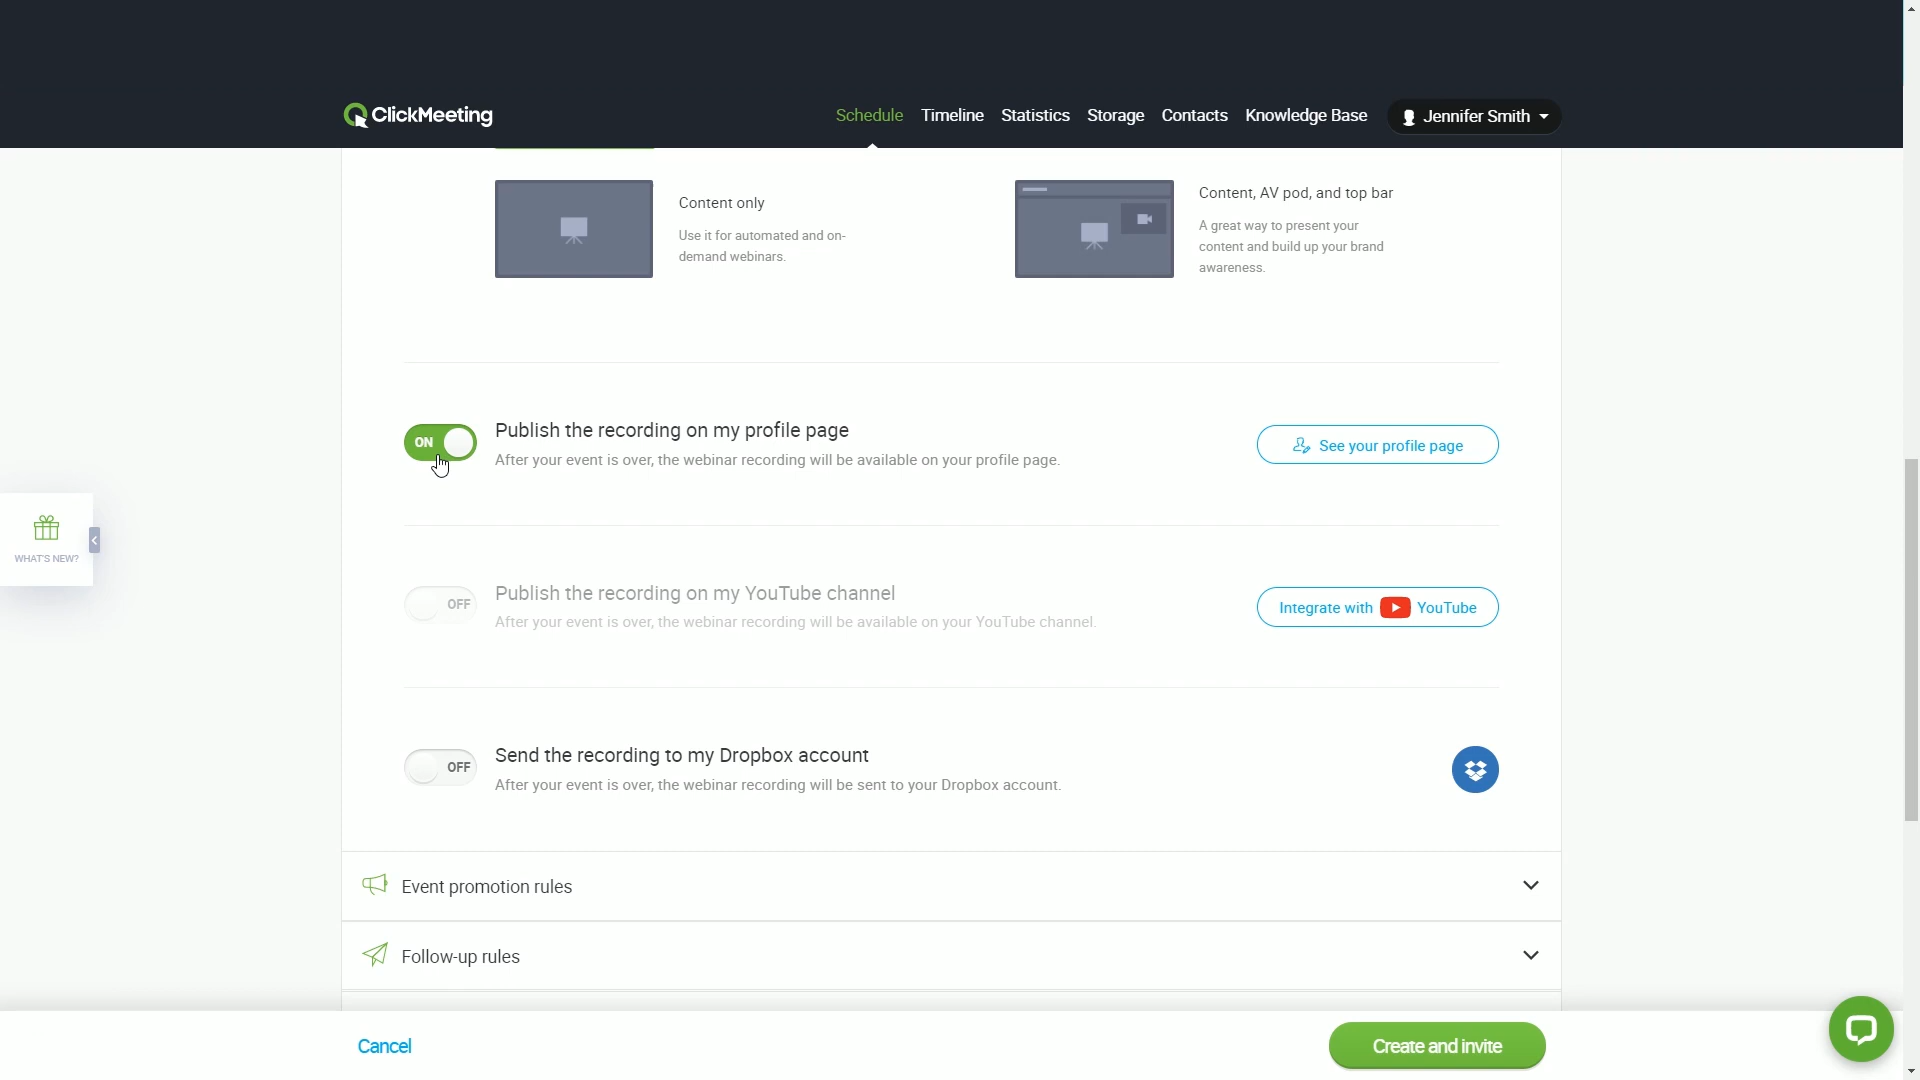 ClickMeeting
Schedule Timeline Statistics Storage Contacts Knowledge Base Jennifer Smith
Content only
Use it for automated and on-
demand webinars.
Content, AV pod, and top bar
A great way to present your
content and build up your brand
awareness.
ON
Publish the recording on my profile page
After your event is over, the webinar recording will be available on your profile page.
See your profile page
WHAT'S NEW?
OFF
Publish the recording on my YouTube channel
After your event is over, the webinar recording will be available on your YouTube channel.
Integrate with YouTube
OFF
Send the recording to my Dropbox account
After your event is over, the webinar recording will be sent to your Dropbox account.
Event promotion rules
Follow-up rules
Cancel
Create and invite